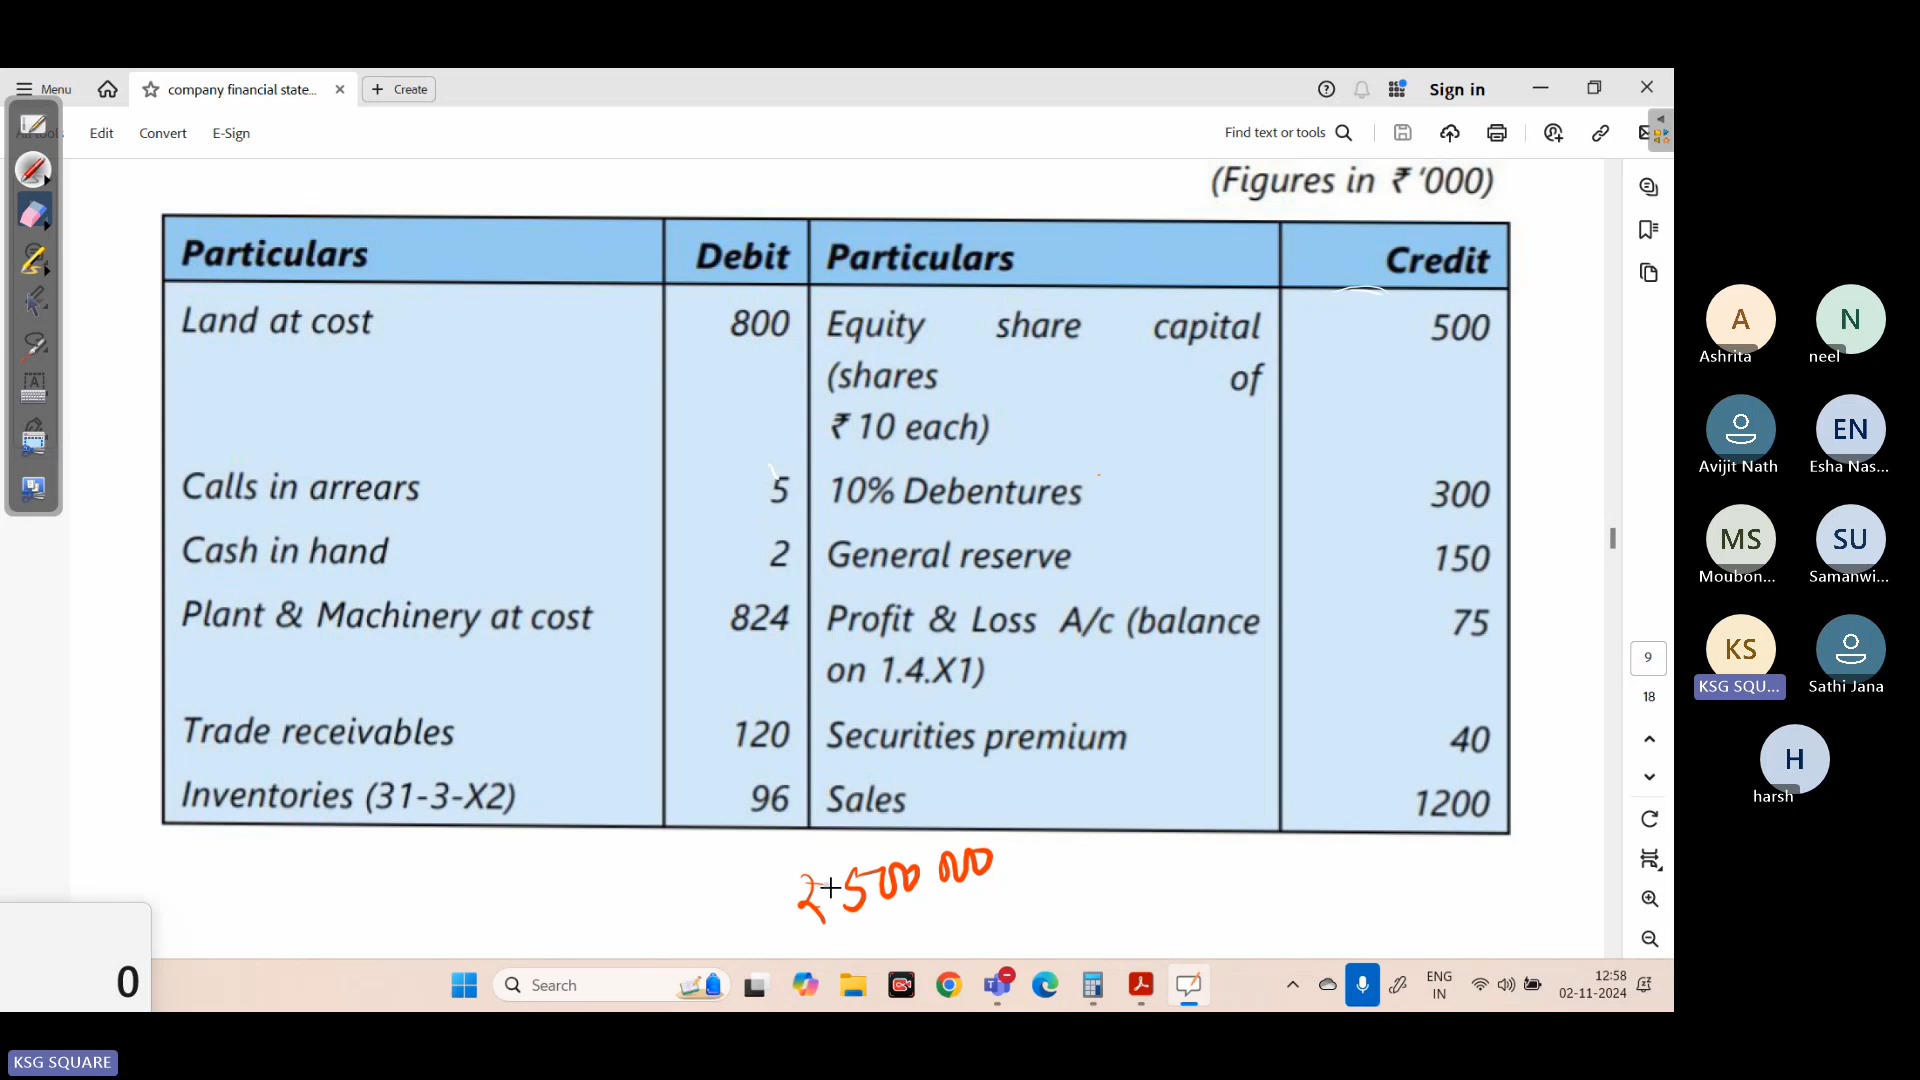 Menu
company financial state...
Create
Sign in
Edit
Convert
E-Sign
Find text or tools
(Figures in ₹ '000)
Particulars Debit Particulars Credit
Land at cost 800 Equity share capital 500
(shares of
₹ 10 each)
Calls in arrears 5 10% Debentures 300
Cash in hand 2 General reserve 150
Plant & Machinery at cost 824 Profit & Loss A/c (balance 75
on 1.4.X1)
Trade receivables 120 Securities premium 40
Inventories (31-3-X2) 96 Sales 1200
₹ 500 000
9
18
0
Search
ENG
IN
12:58
02-11-2024
A
Ashrita
N
neel
Avijit Nath
EN
Esha Nas...
MS
Moubon...
SU
Samanwi...
KS
KSG SQU...
Sathi Jana
H
harsh
KSG SQUARE